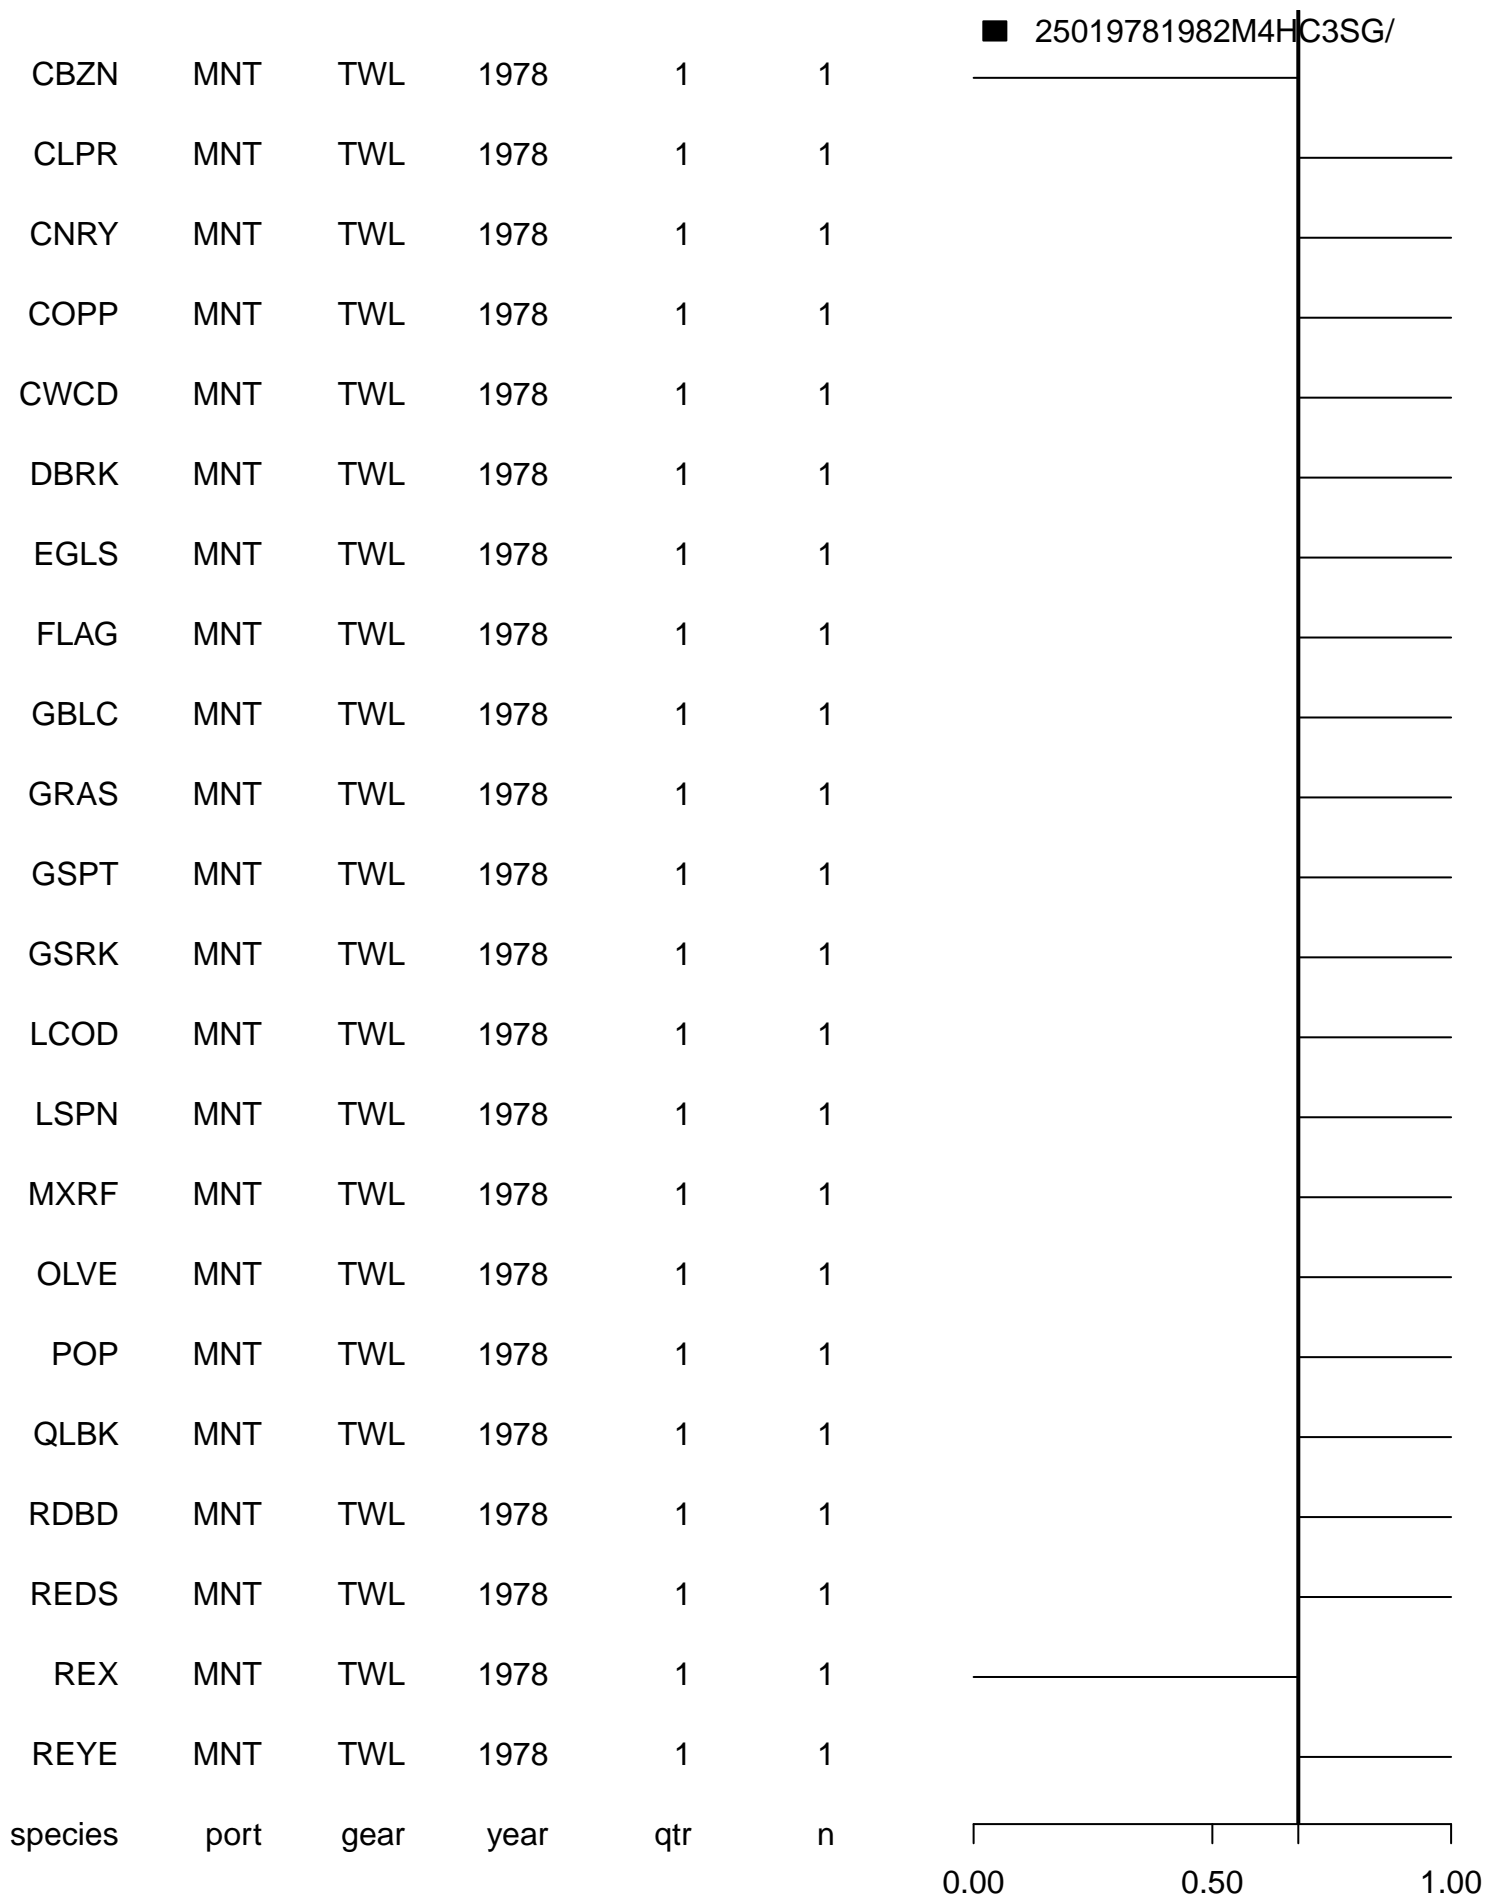 25019781982M4HC3SG/
CBZN MNT TWL 1978 1 1
CLPR MNT TWL 1978 1 1
CNRY MNT TWL 1978 1 1
COPP MNT TWL 1978 1 1
CWCD MNT TWL 1978 1 1
DBRK MNT TWL 1978 1 1
EGLS MNT TWL 1978 1 1
FLAG MNT TWL 1978 1 1
GBLC MNT TWL 1978 1 1
GRAS MNT TWL 1978 1 1
GSPT MNT TWL 1978 1 1
GSRK MNT TWL 1978 1 1
LCOD MNT TWL 1978 1 1
LSPN MNT TWL 1978 1 1
MXRF MNT TWL 1978 1 1
OLVE MNT TWL 1978 1 1
POP MNT TWL 1978 1 1
QLBK MNT TWL 1978 1 1
RDBD MNT TWL 1978 1 1
REDS MNT TWL 1978 1 1
REX MNT TWL 1978 1 1
REYE MNT TWL 1978 1 1
species port gear year qtr n
0.00 0.50 1.00